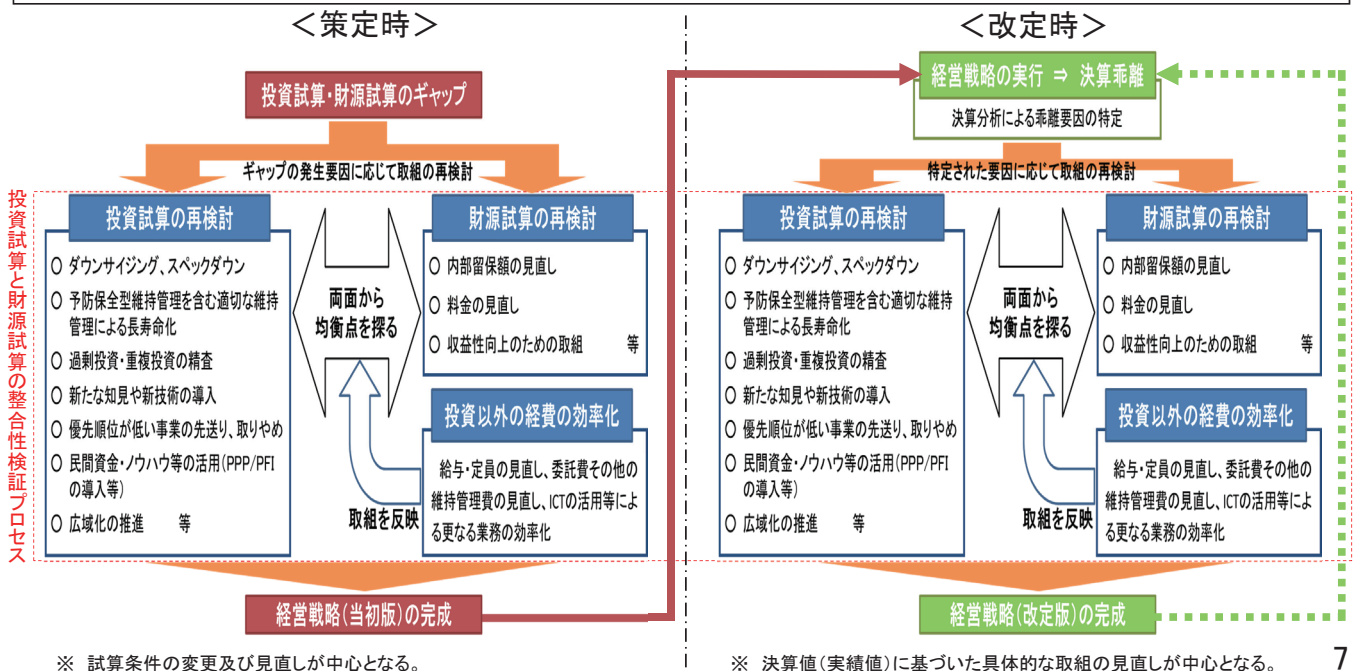 ＜策定時＞
投資試算・財源試算のギャップ
ギャップの発生要因に応じて取組の再検討
投資試算と財源試算の整合性検証プロセス
投資試算の再検討
○ ダウンサイジング、スペックダウン
○ 予防保全型維持管理を含む適切な維持
管理による長寿命化
○ 過剰投資・重複投資の精査
○ 新たな知見や新技術の導入
○ 優先順位が低い事業の先送り、取りやめ
○ 民間資金・ノウハウ等の活用(PPP/PFI
の導入等)
○ 広域化の推進 等
両面から
均衡点を探る
財源試算の再検討
○ 内部留保額の見直し
○ 料金の見直し
○ 収益性向上のための取組 等
投資以外の経費の効率化
給与・定員の見直し、委託費その他の
維持管理費の見直し、ICTの活用等によ
る更なる業務の効率化
取組を反映
経営戦略(当初版)の完成
※ 試算条件の変更及び見直しが中心となる。
＜改定時＞
経営戦略の実行 ⇒ 決算乖離
決算分析による乖離要因の特定
特定された要因に応じて取組の再検討
投資試算の再検討
○ ダウンサイジング、スペックダウン
○ 予防保全型維持管理を含む適切な維持
管理による長寿命化
○ 過剰投資・重複投資の精査
○ 新たな知見や新技術の導入
○ 優先順位が低い事業の先送り、取りやめ
○ 民間資金・ノウハウ等の活用(PPP/PFI
の導入等)
○ 広域化の推進 等
両面から
均衡点を探る
財源試算の再検討
○ 内部留保額の見直し
○ 料金の見直し
○ 収益性向上のための取組 等
投資以外の経費の効率化
給与・定員の見直し、委託費その他の
維持管理費の見直し、ICTの活用等によ
る更なる業務の効率化
取組を反映
経営戦略(改定版)の完成
※ 決算値(実績値)に基づいた具体的な取組の見直しが中心となる。
7